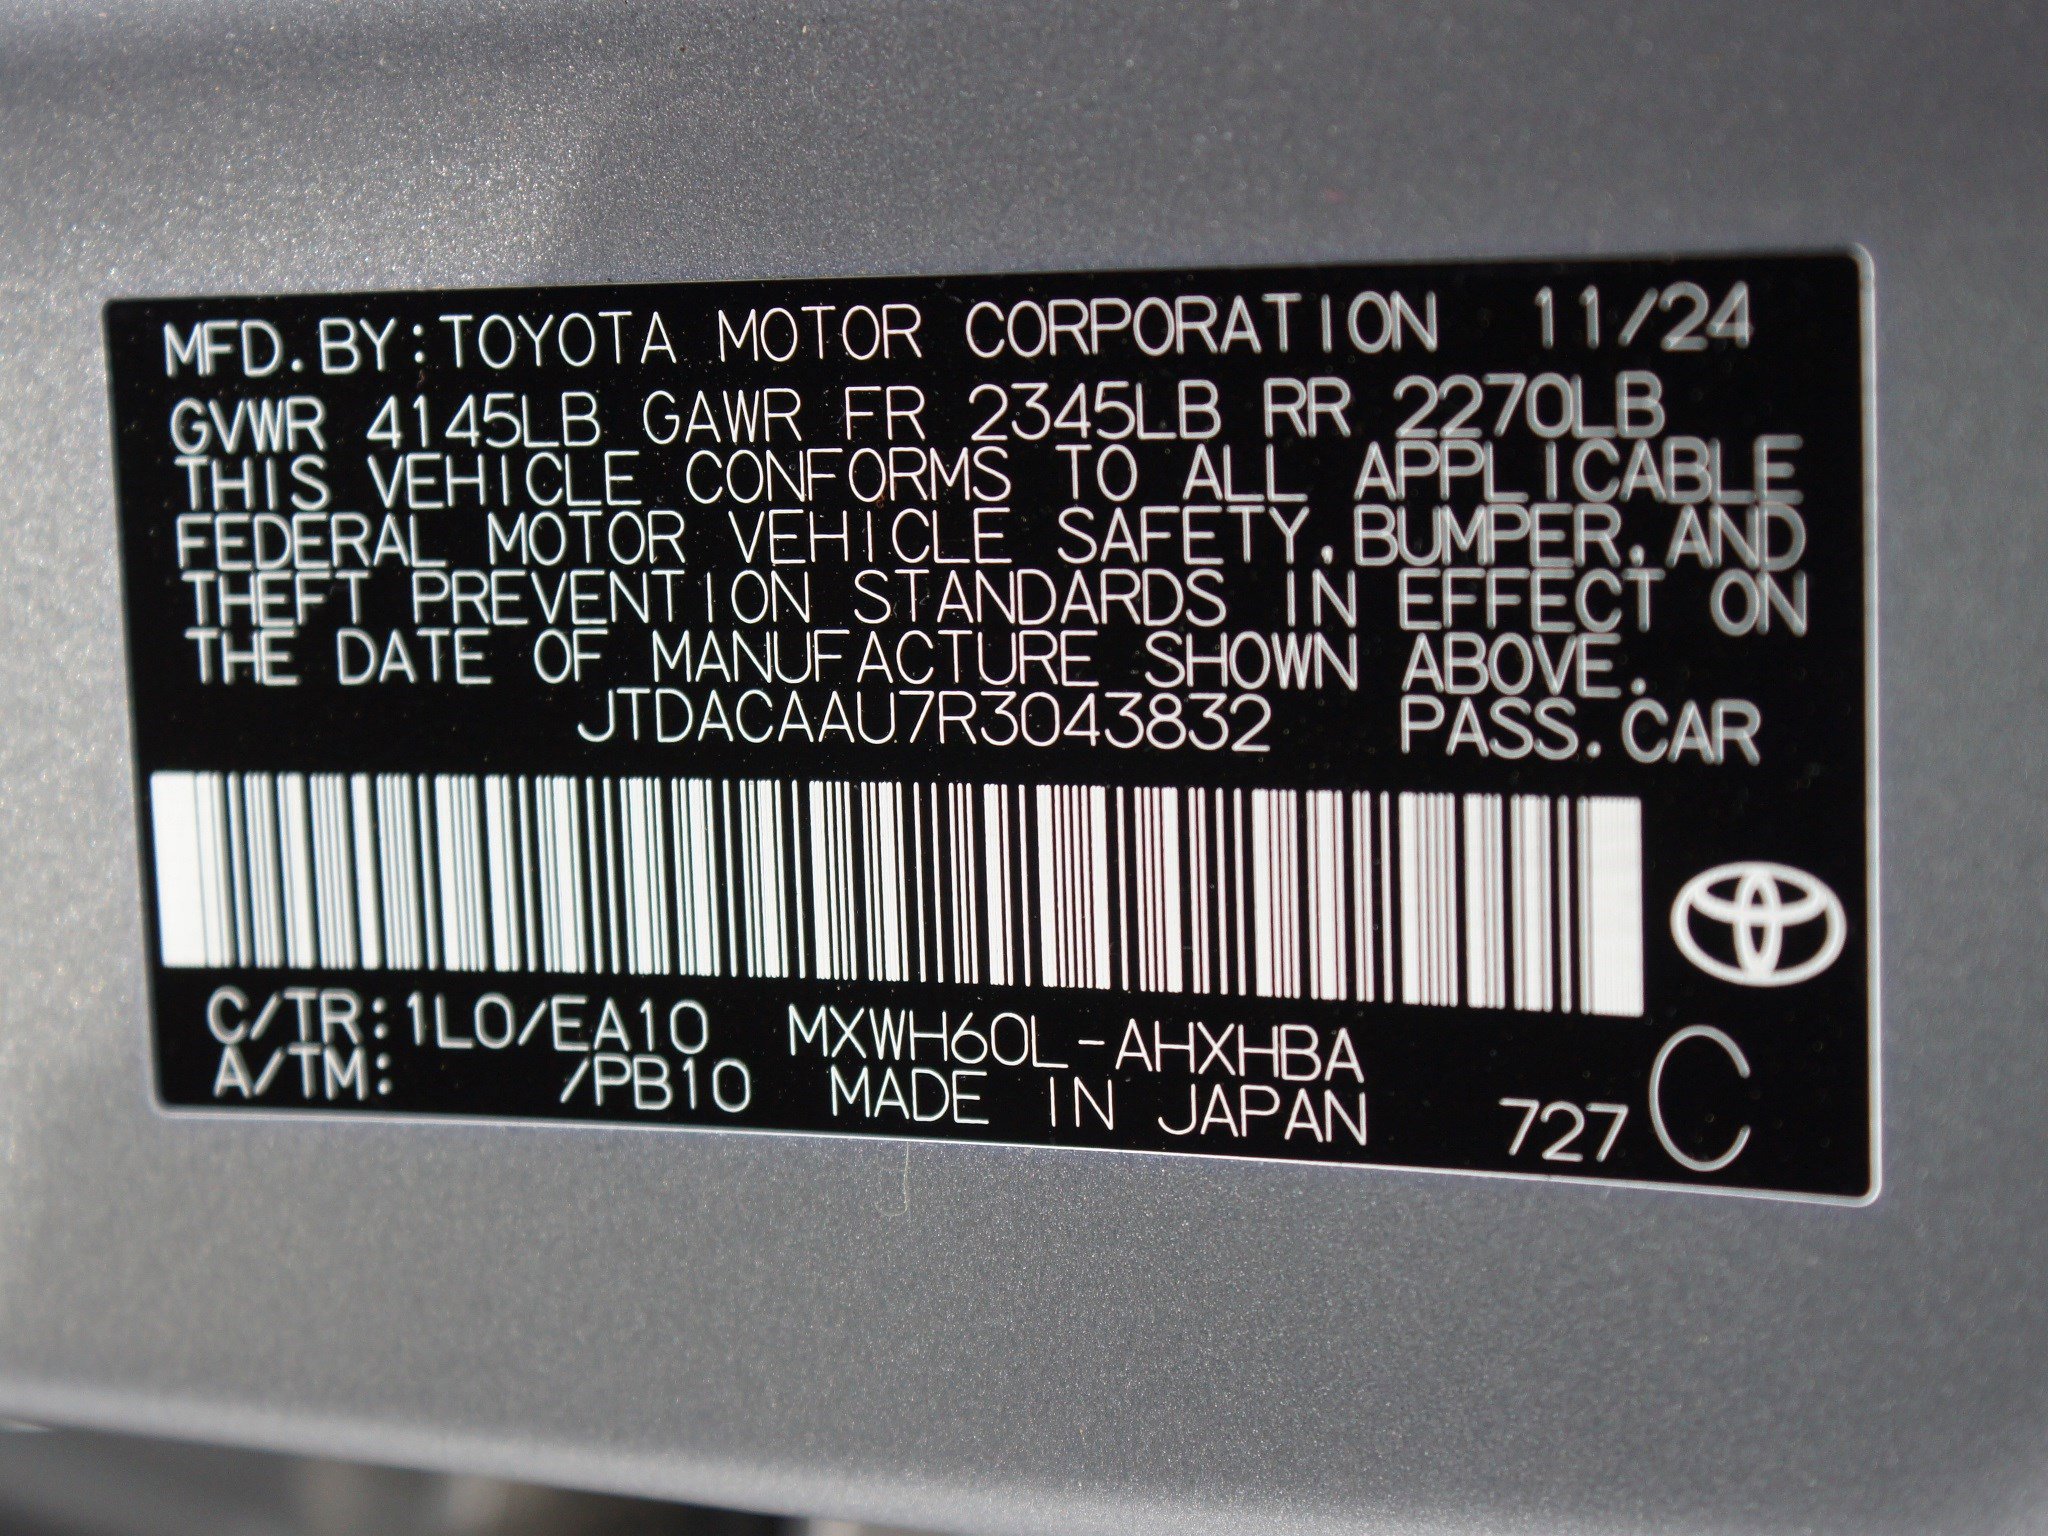 MFD.BY:TOYOTA MOTOR CORPORATION 11/24
GVWR 4145LB GAWR FR 2345LB RR 2270LB
THIS VEHICLE CONFORMS TO ALL APPLICABLE
FEDERAL MOTOR VEHICLE SAFETY,BUMPER,AND
THEFT PREVENTION STANDARDS IN EFFECT ON
THE DATE OF MANUFACTURE SHOWN ABOVE.
JTDACAAU7R3043832 PASS.CAR
C/TR:1L0/EA10 MXWH60L-AHXHBA
A/TM: /PB10 MADE IN JAPAN 727 C